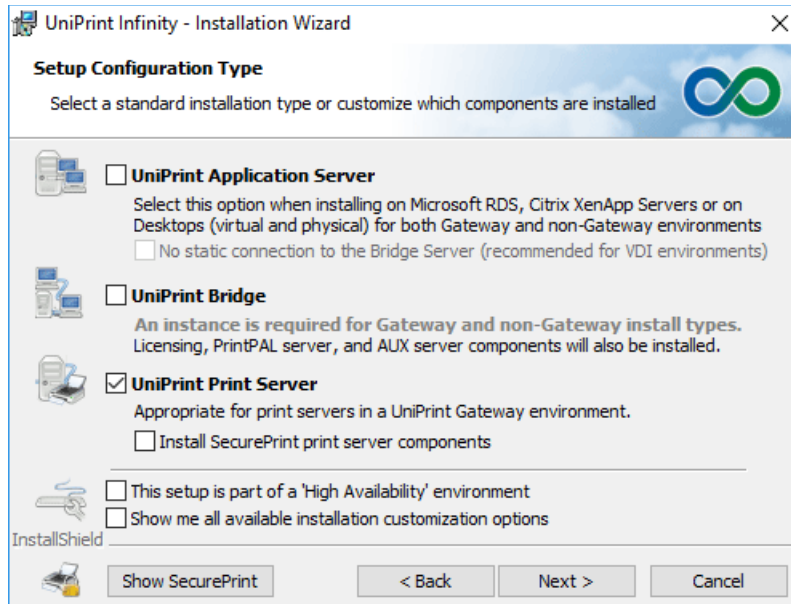 UniPrint Infinity - Installation Wizard
Setup Configuration Type
Select a standard installation type or customize which components are installed
UniPrint Application Server
Select this option when installing on Microsoft RDS, Citrix XenApp Servers or on
Desktops (virtual and physical) for both Gateway and non-Gateway environments
No static connection to the Bridge Server (recommended for VDI environments)
UniPrint Bridge
An instance is required for Gateway and non-Gateway install types.
Licensing, PrintPAL server, and AUX server components will also be installed.
UniPrint Print Server
Appropriate for print servers in a UniPrint Gateway environment.
Install SecurePrint print server components
This setup is part of a 'High Availability' environment
Show me all available installation customization options
InstallShield
Show SecurePrint
< Back
Next >
Cancel